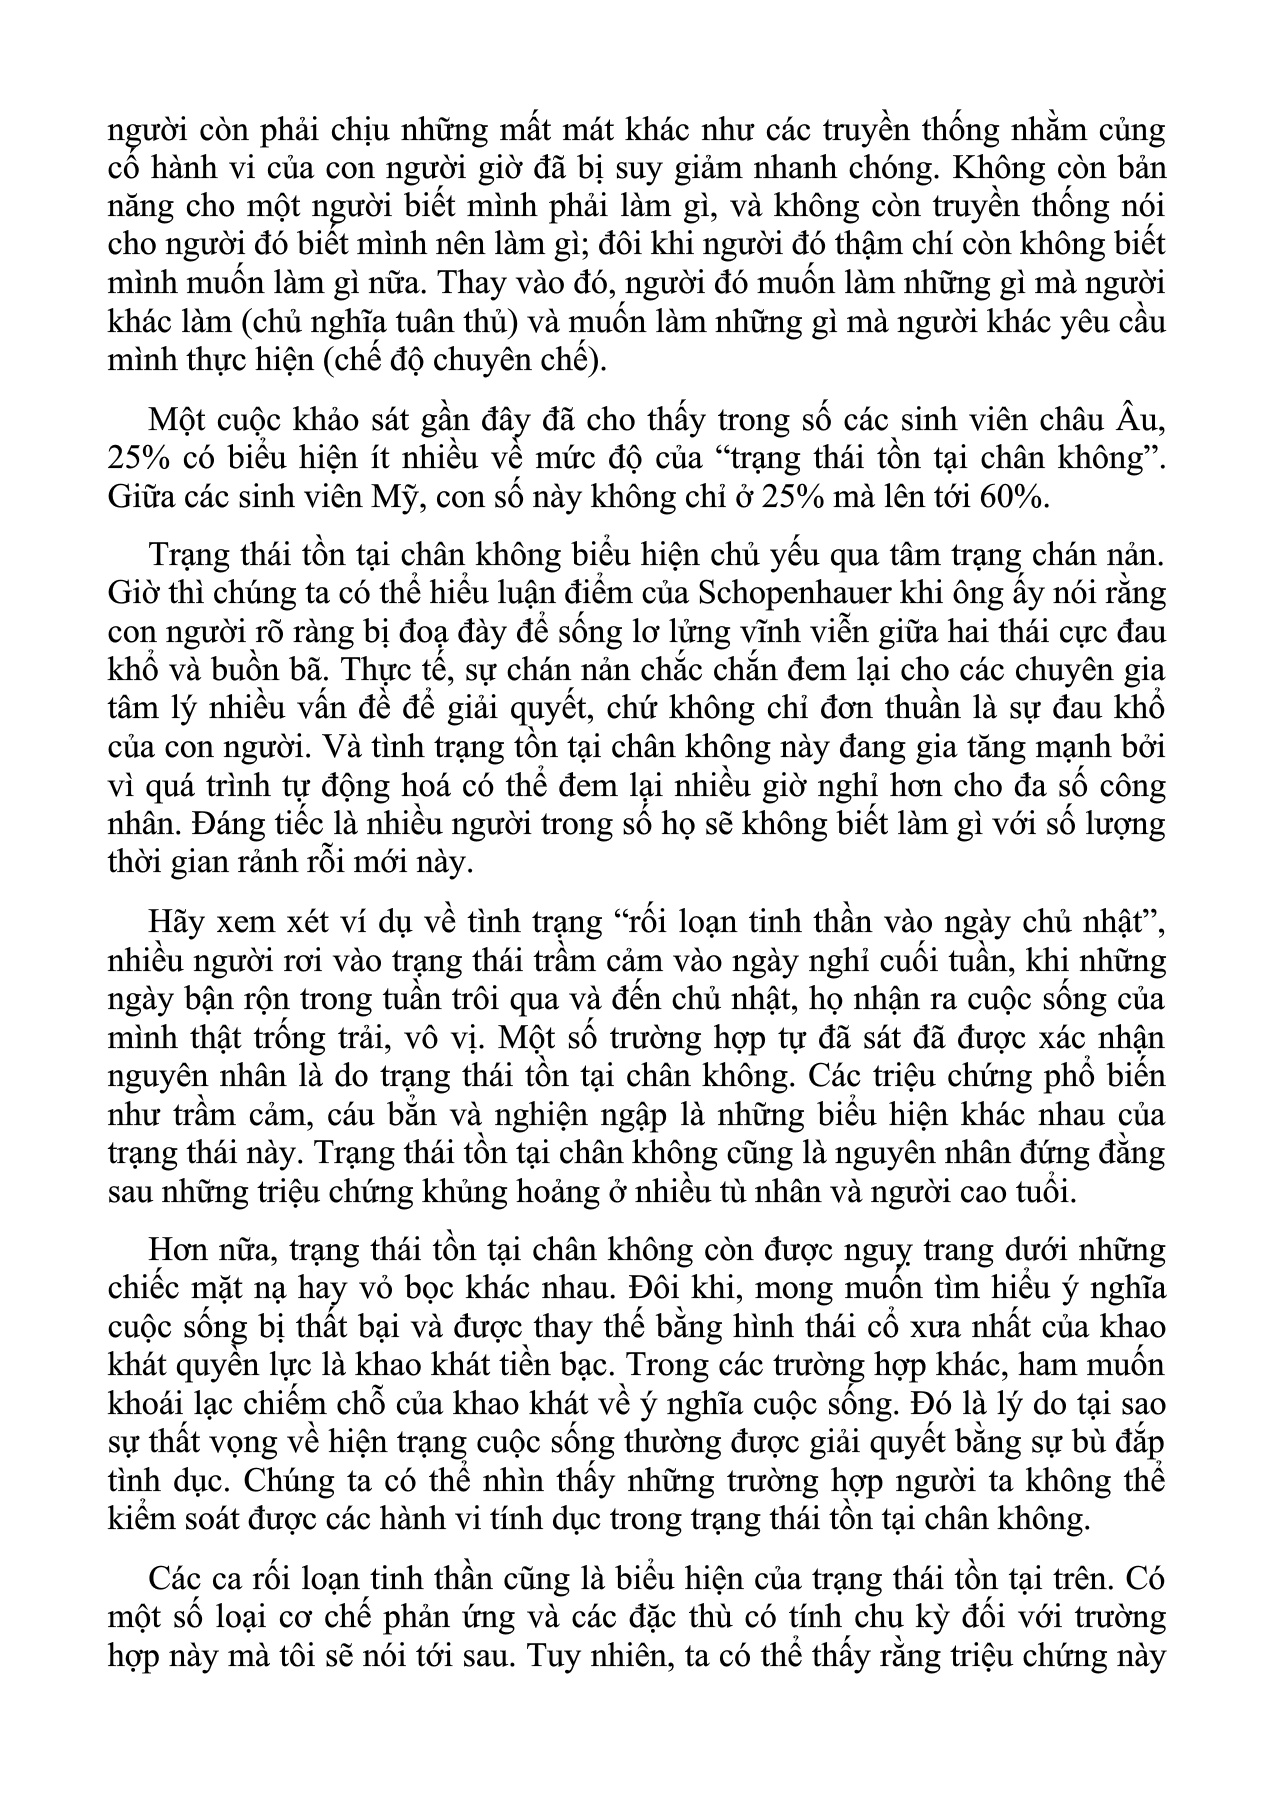 người còn phải chịu những mất mát khác như các truyền thống nhằm củng
cố hành vi của con người giờ đã bị suy giảm nhanh chóng. Không còn bản
năng cho một người biết mình phải làm gì, và không còn truyền thống nói
cho người đó biết mình nên làm gì; đôi khi người đó thậm chí còn không biết
mình muốn làm gì nữa. Thay vào đó, người đó muốn làm những gì mà người
khác làm (chủ nghĩa tuân thủ) và muốn làm những gì mà người khác yêu cầu
mình thực hiện (chế độ chuyên chế).
Một cuộc khảo sát gần đây đã cho thấy trong số các sinh viên châu Âu,
25% có biểu hiện ít nhiều về mức độ của “trạng thái tồn tại chân không”.
Giữa các sinh viên Mỹ, con số này không chỉ ở 25% mà lên tới 60%.
Trạng thái tồn tại chân không biểu hiện chủ yếu qua tâm trạng chán nản.
Giờ thì chúng ta có thể hiểu luận điểm của Schopenhauer khi ông ấy nói rằng
con người rõ ràng bị đoạ đày để sống lơ lửng vĩnh viễn giữa hai thái cực đau
khổ và buồn bã. Thực tế, sự chán nản chắc chắn đem lại cho các chuyên gia
tâm lý nhiều vấn đề để giải quyết, chứ không chỉ đơn thuần là sự đau khổ
của con người. Và tình trạng tồn tại chân không này đang gia tăng mạnh bởi
vì quá trình tự động hoá có thể đem lại nhiều giờ nghỉ hơn cho đa số công
nhân. Đáng tiếc là nhiều người trong số họ sẽ không biết làm gì với số lượng
thời gian rảnh rỗi mới này.
Hãy xem xét ví dụ về tình trạng “rối loạn tinh thần vào ngày chủ nhật”,
nhiều người rơi vào trạng thái trầm cảm vào ngày nghỉ cuối tuần, khi những
ngày bận rộn trong tuần trôi qua và đến chủ nhật, họ nhận ra cuộc sống của
mình thật trống trải, vô vị. Một số trường hợp tự đã sát đã được xác nhận
nguyên nhân là do trạng thái tồn tại chân không. Các triệu chứng phổ biến
như trầm cảm, cáu bẳn và nghiện ngập là những biểu hiện khác nhau của
trạng thái này. Trạng thái tồn tại chân không cũng là nguyên nhân đứng đằng
sau những triệu chứng khủng hoảng ở nhiều tù nhân và người cao tuổi.
Hơn nữa, trạng thái tồn tại chân không còn được nguỵ trang dưới những
chiếc mặt nạ hay vỏ bọc khác nhau. Đôi khi, mong muốn tìm hiểu ý nghĩa
cuộc sống bị thất bại và được thay thế bằng hình thái cổ xưa nhất của khao
khát quyền lực là khao khát tiền bạc. Trong các trường hợp khác, ham muốn
khoái lạc chiếm chỗ của khao khát về ý nghĩa cuộc sống. Đó là lý do tại sao
sự thất vọng về hiện trạng cuộc sống thường được giải quyết bằng sự bù đắp
tình dục. Chúng ta có thể nhìn thấy những trường hợp người ta không thể
kiểm soát được các hành vi tính dục trong trạng thái tồn tại chân không.
Các ca rối loạn tinh thần cũng là biểu hiện của trạng thái tồn tại trên. Có
một số loại cơ chế phản ứng và các đặc thù có tính chu kỳ đối với trường
hợp này mà tôi sẽ nói tới sau. Tuy nhiên, ta có thể thấy rằng triệu chứng này